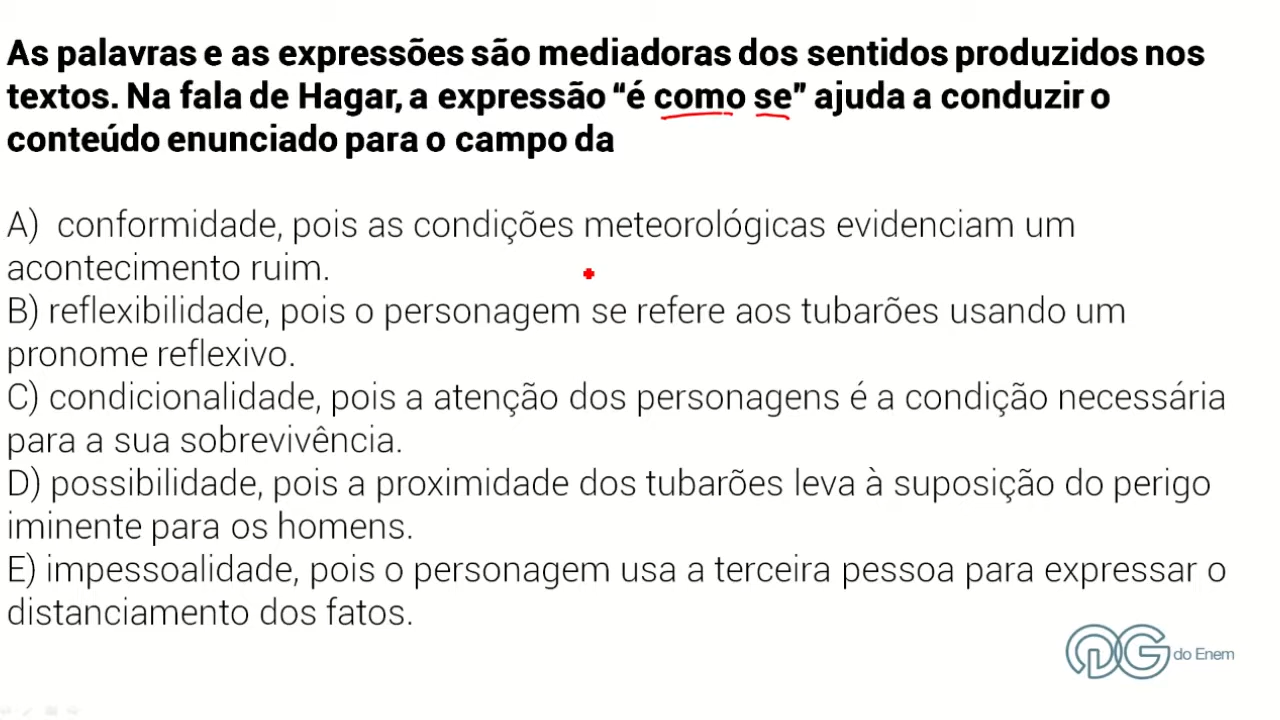 As palavras e as expressões são mediadoras dos sentidos produzidos nos
textos. Na fala de Hagar, a expressão “é como se” ajuda a conduzir o
conteúdo enunciado para o campo da
A) conformidade, pois as condições meteorológicas evidenciam um
acontecimento ruim.
B) reflexibilidade, pois o personagem se refere aos tubarões usando um
pronome reflexivo.
C) condicionalidade, pois a atenção dos personagens é a condição necessária
para a sua sobrevivência.
D) possibilidade, pois a proximidade dos tubarões leva à suposição do perigo
iminente para os homens.
E) impessoalidade, pois o personagem usa a terceira pessoa para expressar o
distanciamento dos fatos.
DG do Enem